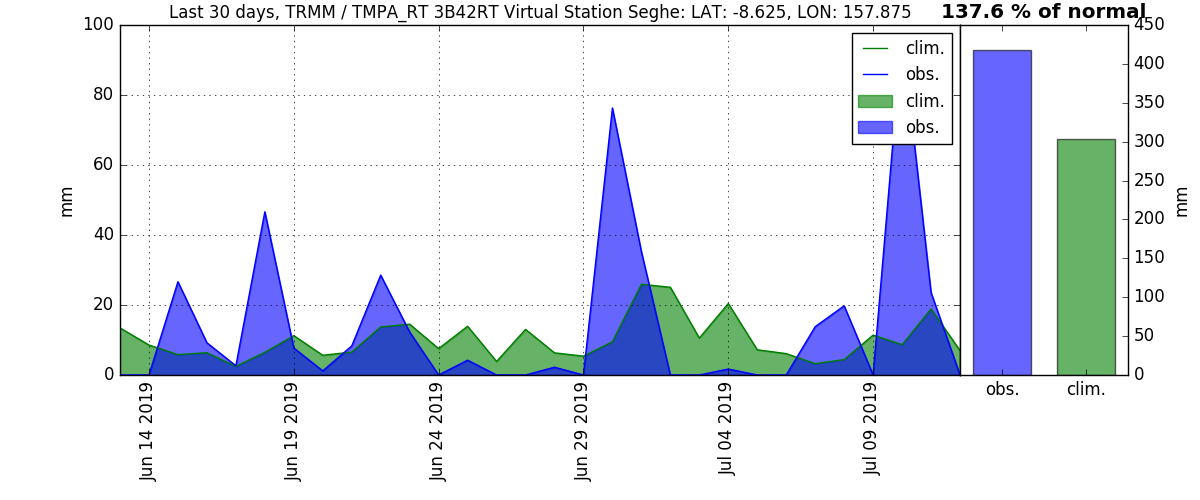 Last 30 days, TRMM / TMPA_RT 3B42RT Virtual Station Seghe: LAT: -8.625, LON: 157.875
137.6 % of normal
100
80
60
40
20
0
mm
clim.
obs.
clim.
obs.
Jun 14 2019
Jun 19 2019
Jun 24 2019
Jun 29 2019
Jul 04 2019
Jul 09 2019
450
400
350
300
250
200
150
100
50
0
mm
obs.
clim.